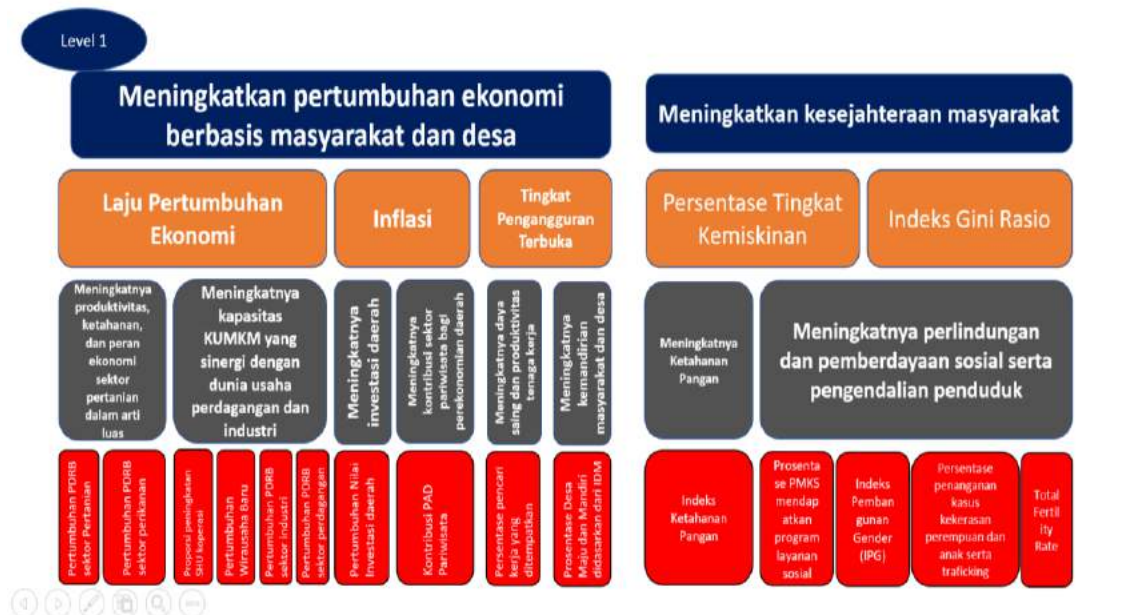 Level 1
Meningkatkan pertumbuhan ekonomi
berbasis masyarakat dan desa
Meningkatkan kesejahteraan masyarakat
Laju Pertumbuhan
Ekonomi
Inflasi
Tingkat
Pengangguran
Terbuka
Persentase Tingkat
Kemiskinan
Indeks Gini Rasio
Meningkatnya
produktivitas,
ketahanan,
dan peran
ekonomi
sektor
pertanian
dalam arti
luas
Meningkatnya
kapasitas
KUMKM yang
sinergi dengan
dunia usaha
perdagangan dan
industri
Meningkatnya
investasi daerah
Meningkatnya
kontribusi sektor
pariwisata bagi
perekonomian daerah
Meningkatnya daya
saing dan produktivitas
tenaga kerja
Meningkatnya
kemandirian
masyarakat dan desa
Meningkatnya
Ketahanan
Pangan
Meningkatnya perlindungan
dan pemberdayaan sosial serta
pengendalian penduduk
Pertumbuhan PDRB
sektor Pertanian
Pertumbuhan PDRB
sektor perikanan
Proporsi peningkatan
SHU koperasi
Pertumbuhan
Wirausaha Baru
Pertumbuhan PDRB
sektor industri
Pertumbuhan PDRB
sektor perdagangan
Pertumbuhan Nilai
Investasi daerah
Kontribusi PAD
Pariwisata
Persentase pencari
kerja yang
ditempatkan
Prosentase Desa
Maju dan Mandiri
didasarkan dari IDM
Indeks
Ketahanan
Pangan
Prosenta
se PMKS
mendap
atkan
program
layanan
sosial
Indeks
Pemban
gunan
Gender
(IPG)
Persentase
penanganan
kasus
kekerasan
perempuan dan
anak serta
traficking
Total
Fertil
ity
Rate